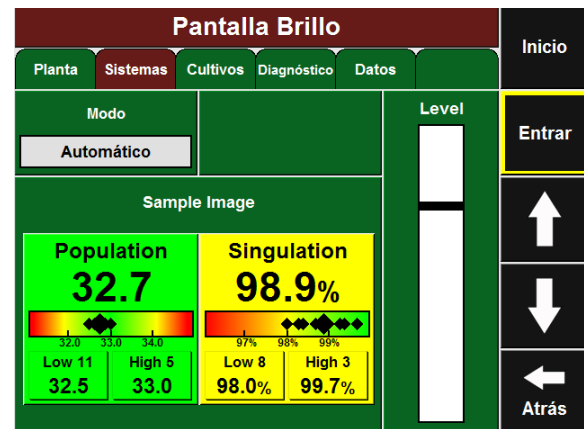 Pantalla Brillo
Inicio
Planta Sistemas Cultivos Diagnóstico Datos
Modo
Automático
Level
Entrar
Sample Image
Population
32.7
32.0 33.0 34.0
Low 11 High 5
32.5 33.0
Singulation
98.9%
97% 98% 99%
Low 8 High 3
98.0% 99.7%
Atrás